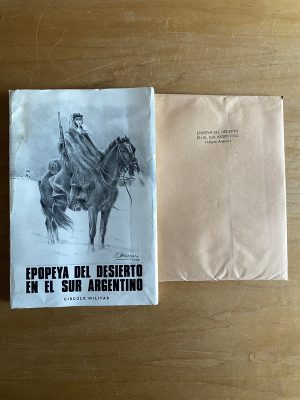 EPOPEYA DEL DESIERTO
EN EL SUR ARGENTINO
CIRCULO MILITAR
EPOPEYA DEL DESIERTO
EN EL SUR ARGENTINO